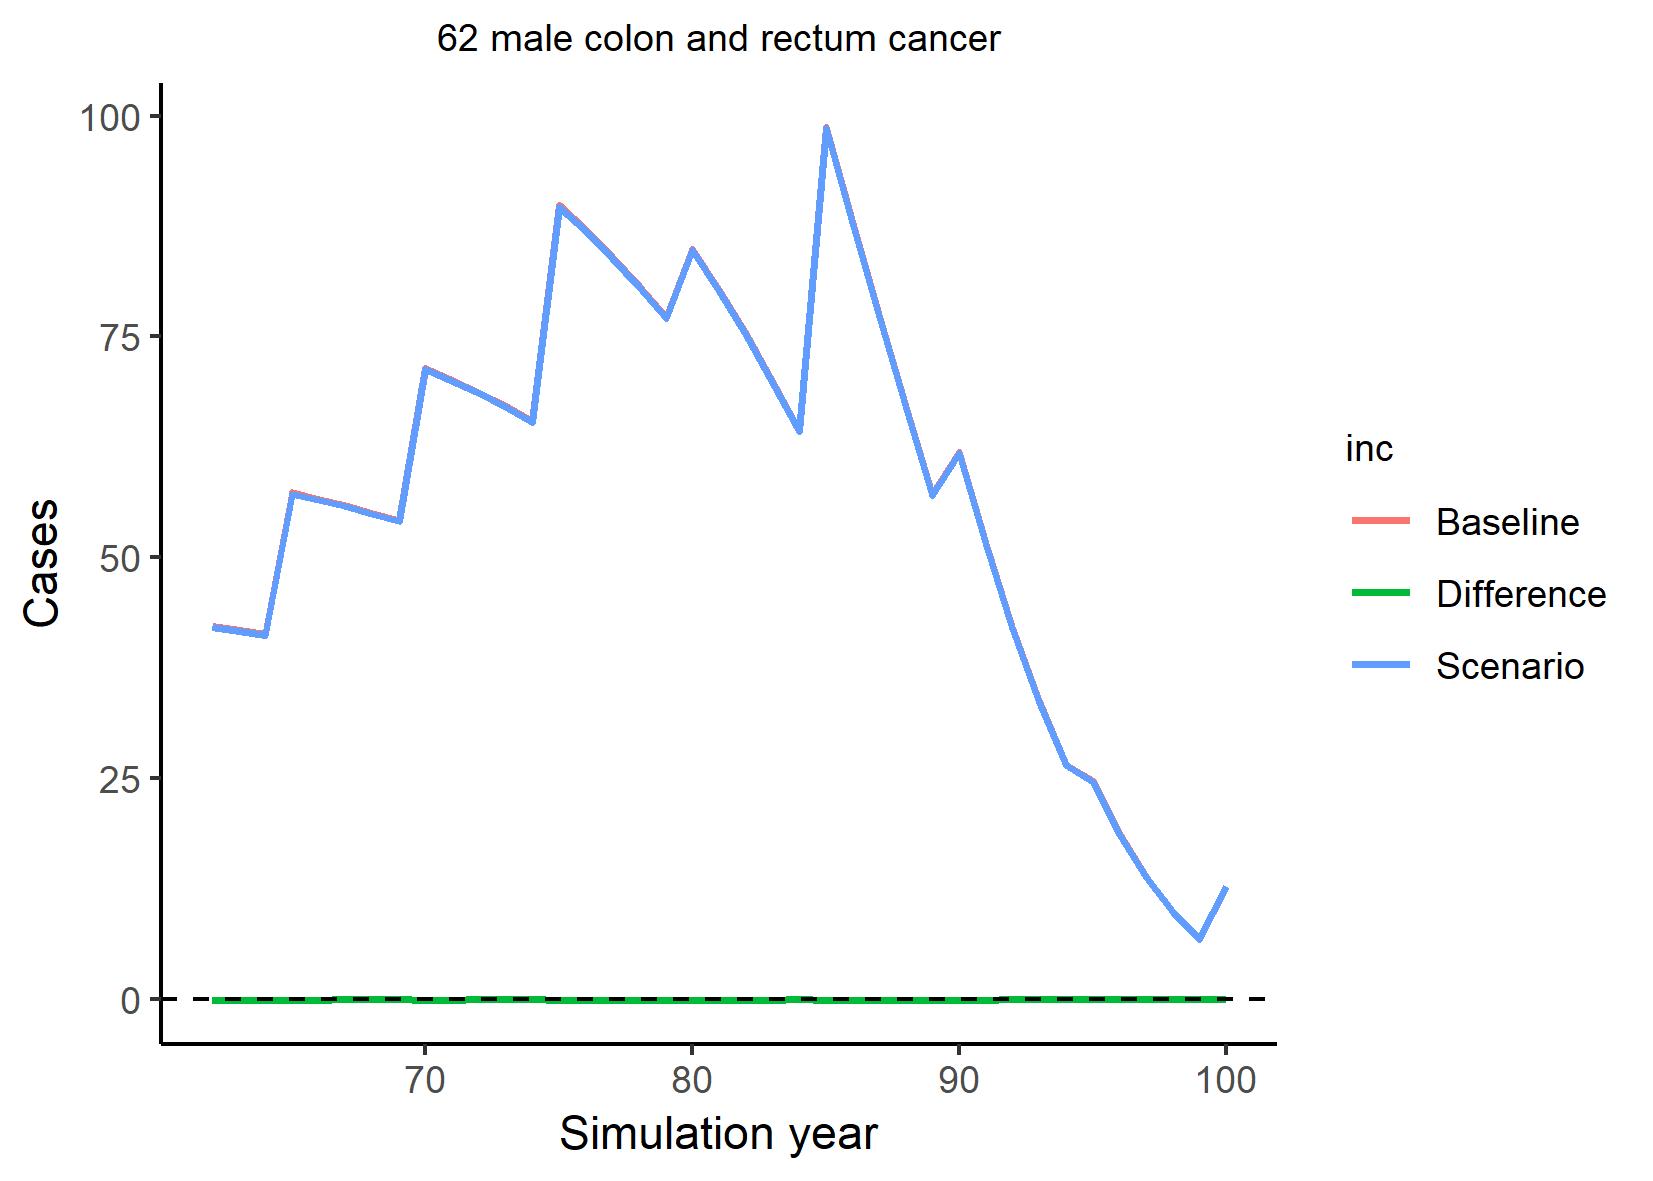 62 male colon and rectum cancer
Cases
100
75
50
25
0
70 80 90 100
Simulation year
inc
Baseline
Difference
Scenario